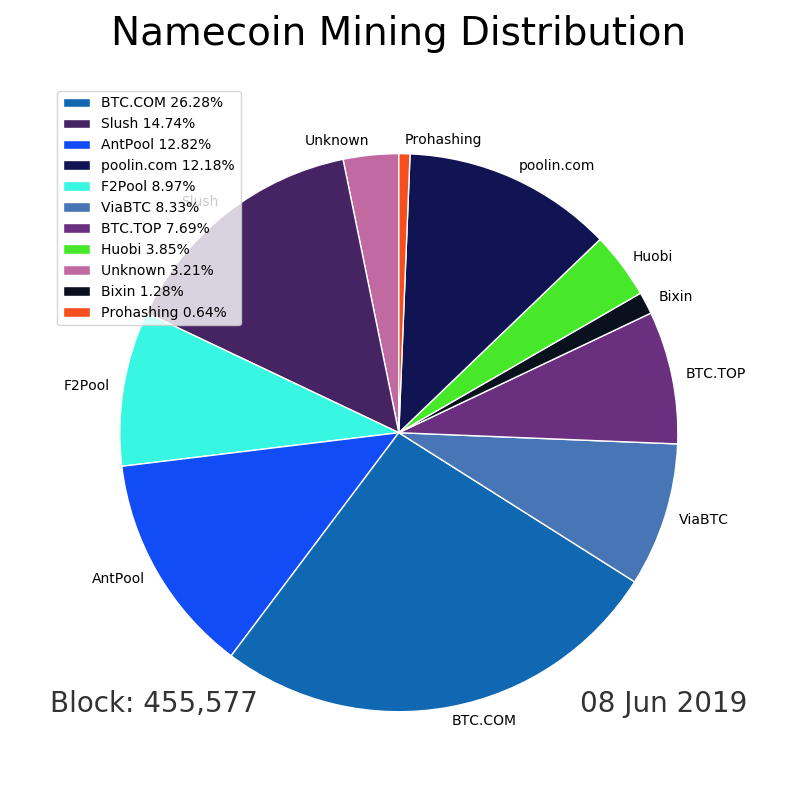 Namecoin Mining Distribution
BTC.COM 26.28%
Slush 14.74%
AntPool 12.82%
poolin.com 12.18%
F2Pool 8.97%
ViaBTC 8.33%
BTC.TOP 7.69%
Huobi 3.85%
Unknown 3.21%
Bixin 1.28%
Prohashing 0.64%
Unknown
Prohashing
poolin.com
Slush
Huobi
Bixin
BTC.TOP
F2Pool
ViaBTC
AntPool
BTC.COM
Block: 455,577
08 Jun 2019